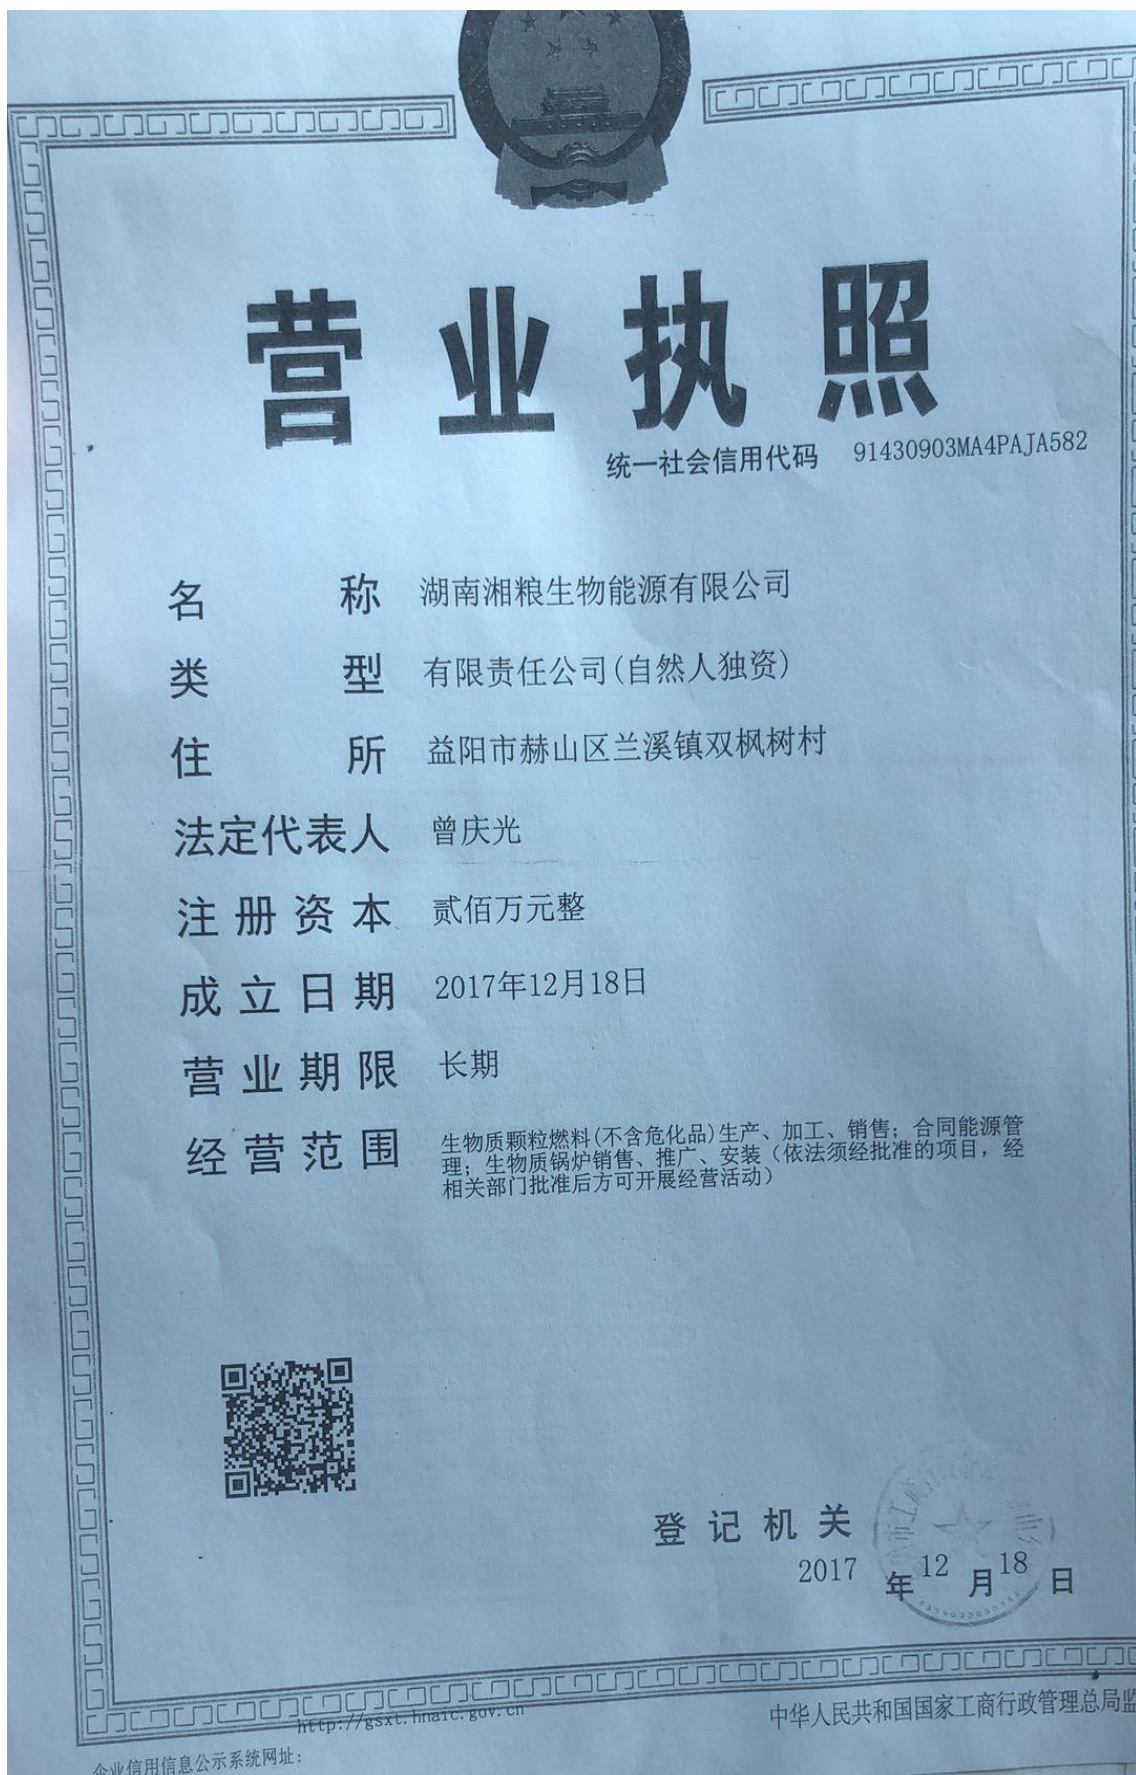 营业执照
统一社会信用代码 91430903MA4PAJA582
名称 湖南湘粮生物能源有限公司
类型 有限责任公司(自然人独资)
住所 益阳市赫山区兰溪镇双枫树村
法定代表人 曾庆光
注册资本 贰佰万元整
成立日期 2017年12月18日
营业期限 长期
经营范围 生物质颗粒燃料(不含危化品)生产、加工、销售；合同能源管
理；生物质锅炉销售、推广、安装（依法须经批准的项目，经
相关部门批准后方可开展经营活动）
登记机关
2017 年 12 月 18 日
http://gsxt.hnaic.gov.cn
中华人民共和国国家工商行政管理总局监
企业信用信息公示系统网址：